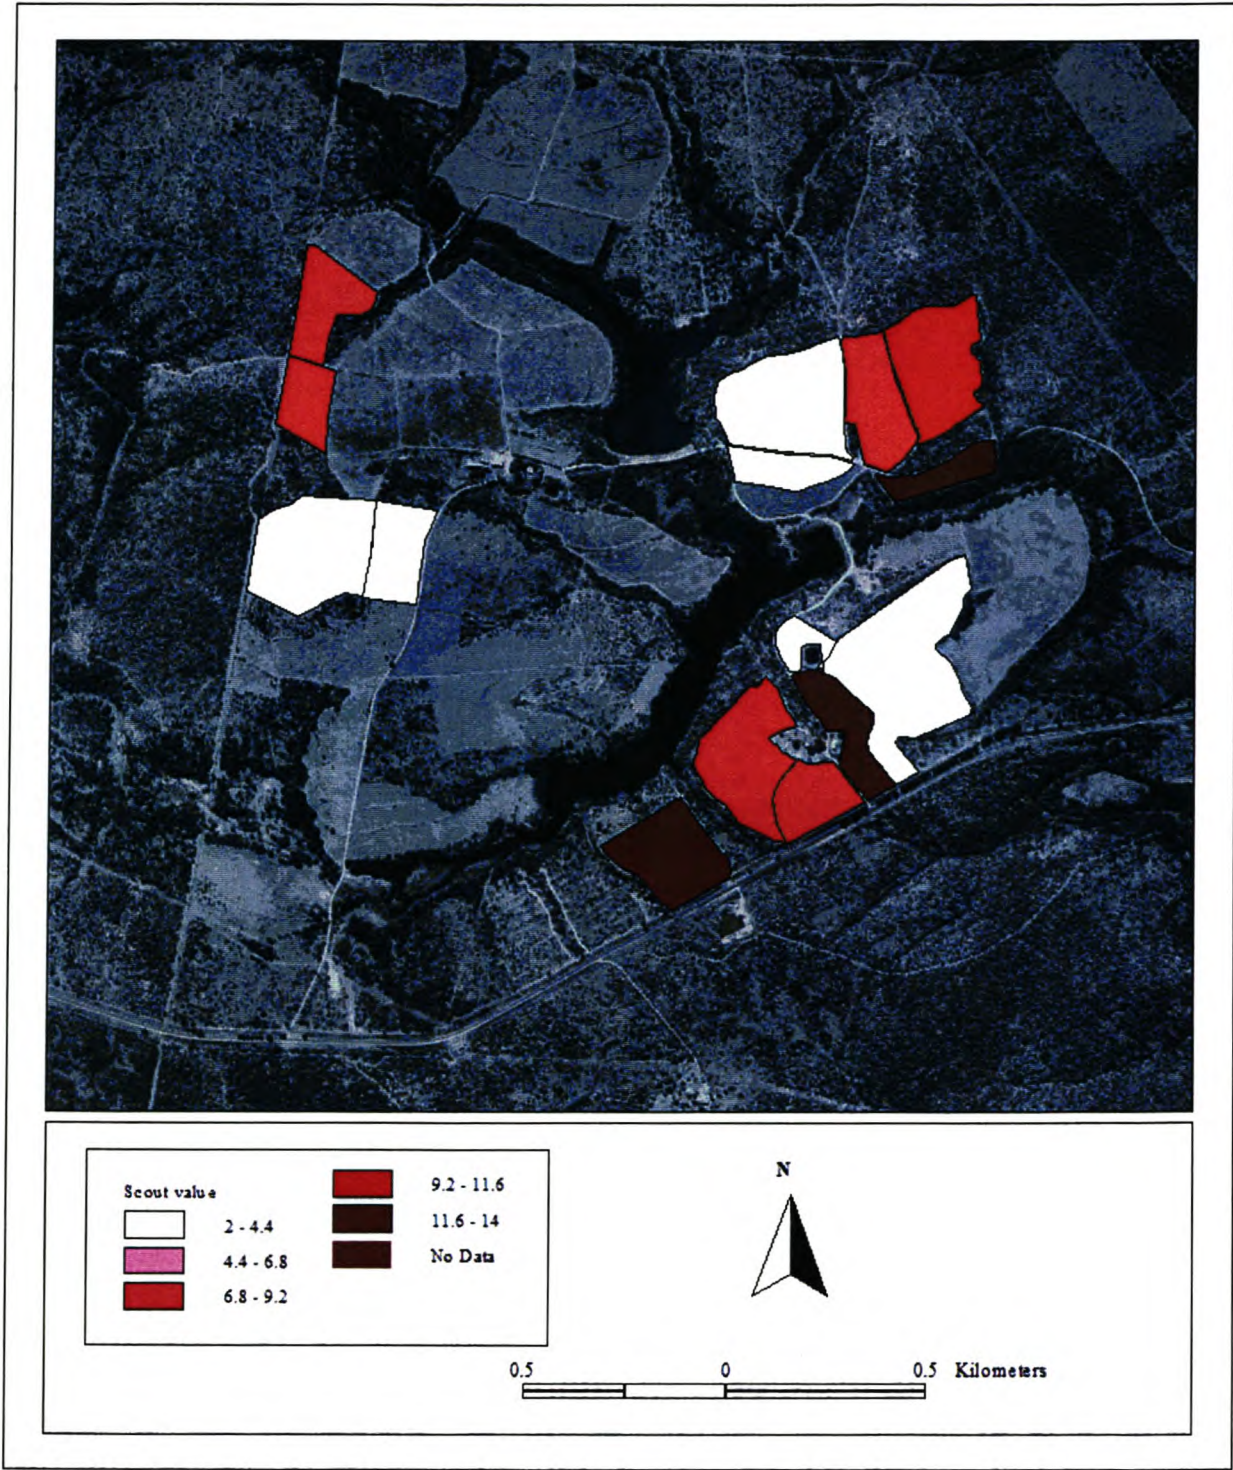 Scout value
2 - 4.4
4.4 - 6.8
6.8 - 9.2
9.2 - 11.6
11.6 - 14
No Data
N
0.5 0 0.5 Kilometers